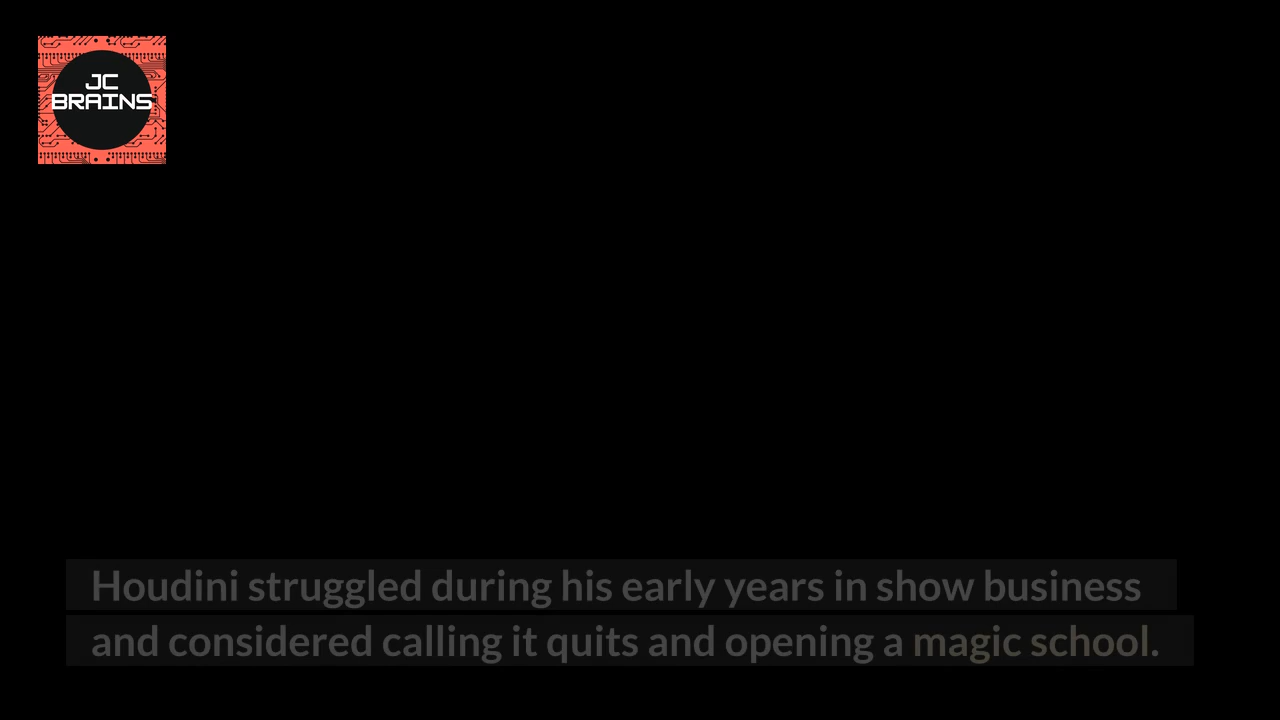 JC
BRAINS
Houdini struggled during his early years in show business
and considered calling it quits and opening a magic school.